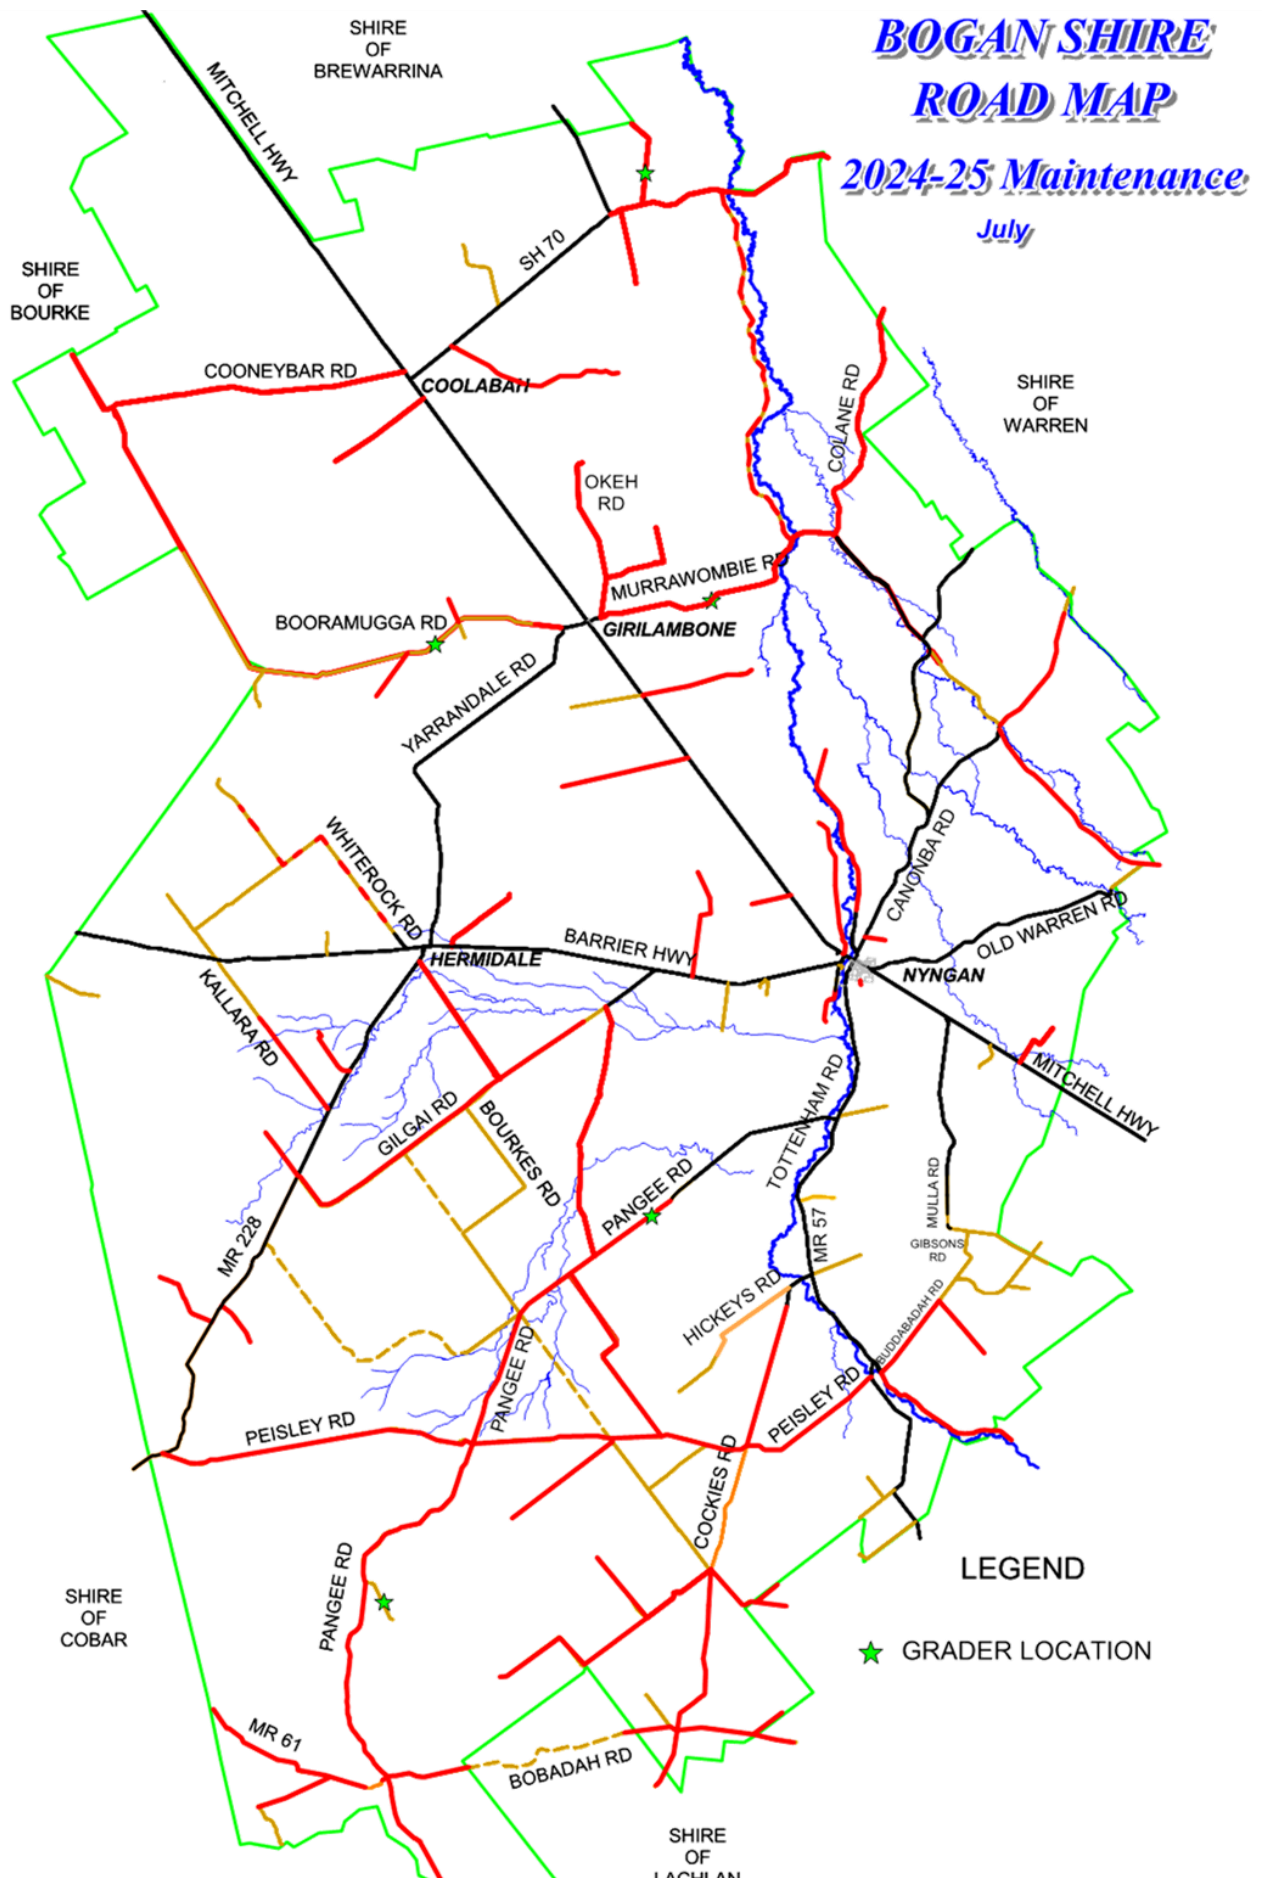 BOGAN SHIRE
ROAD MAP
2024-25 Maintenance
July
SHIRE
OF
BREWARRINA
MITCHELL HWY
SH 70
SHIRE
OF
BOURKE
COONEYBAR RD
COOLABAH
SHIRE
OF
WARREN
COLANE RD
OKEH
RD
MURRAWOMBIE RD
BOORAMUGGA RD
GIRILAMBONE
YARRANDALE RD
WHITEROCK RD
CANONBA RD
OLD WARREN RD
BARRIER HWY
HERMIDALE
NYNGAN
KALLARA RD
MITCHELL HWY
GILGAI RD
BOURKES RD
TOTTENHAM RD
PANGEE RD
MULLA RD
MR 57
GIBSONS
RD
MR 228
HICKEYS RD
BUDDABADAH RD
PANGEE RD
PEISLEY RD
PEISLEY RD
COCKIES RD
PANGEE RD
LEGEND
SHIRE
OF
COBAR
GRADER LOCATION
MR 61
BOBADAH RD
SHIRE
OF
LACHLAN